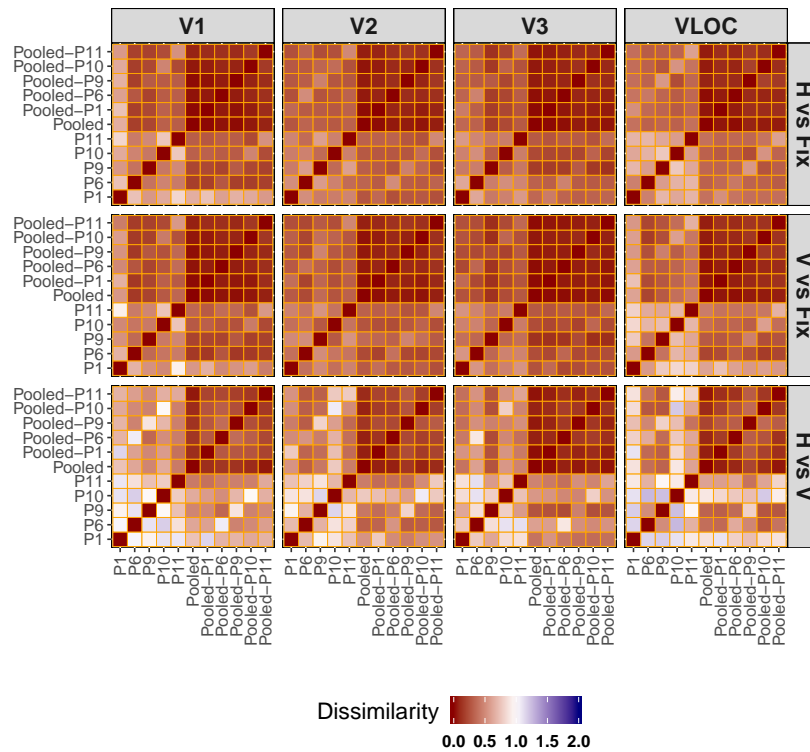 V1 V2 V3 VLOC
Pooled−P11
Pooled−P10
Pooled−P9
Pooled−P6
Pooled−P1
Pooled
P11
P10
P9
P6
P1
H vs Fix
Pooled−P11
Pooled−P10
Pooled−P9
Pooled−P6
Pooled−P1
Pooled
P11
P10
P9
P6
P1
V vs Fix
Pooled−P11
Pooled−P10
Pooled−P9
Pooled−P6
Pooled−P1
Pooled
P11
P10
P9
P6
P1
H vs V
P1 P6 P9 P10 P11 Pooled Pooled−P1 Pooled−P6 Pooled−P9 Pooled−P10 Pooled−P11
P1 P6 P9 P10 P11 Pooled Pooled−P1 Pooled−P6 Pooled−P9 Pooled−P10 Pooled−P11
P1 P6 P9 P10 P11 Pooled Pooled−P1 Pooled−P6 Pooled−P9 Pooled−P10 Pooled−P11
P1 P6 P9 P10 P11 Pooled Pooled−P1 Pooled−P6 Pooled−P9 Pooled−P10 Pooled−P11
Dissimilarity
0.0 0.5 1.0 1.5 2.0